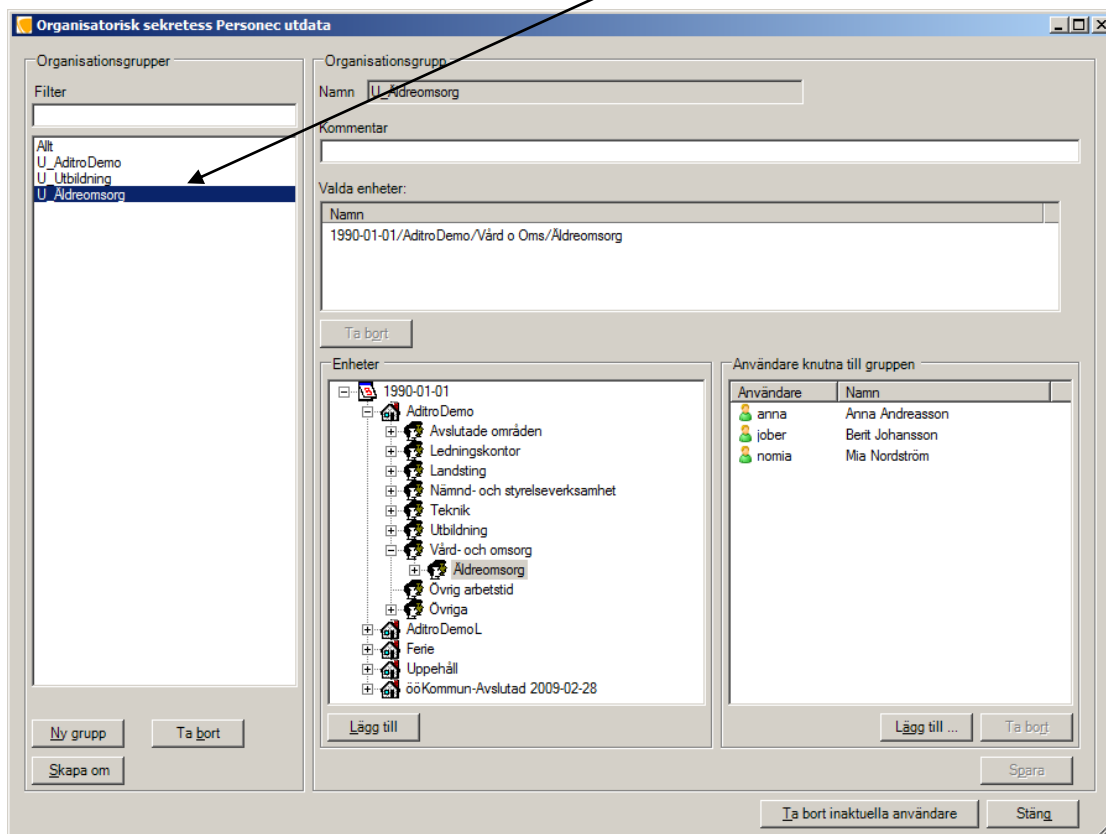 Organisatorisk sekretess Personec utdata
Organisationsgrupper
Filter
Allt
U_AditroDemo
U_Utbildning
U_Äldreomsorg
Ny grupp
Ta bort
Skapa om
Organisationsgrupp
Namn U_Äldreomsorg
Kommentar
Valda enheter:
Namn
1990-01-01/AditroDemo/Vård o Oms/Äldreomsorg
Ta bort
Enheter
1990-01-01
AditroDemo
Avslutade områden
Ledningskontor
Landsting
Nämnd- och styrelseverksamhet
Teknik
Utbildning
Vård- och omsorg
Äldreomsorg
Övrig arbetstid
Övriga
AditroDemoL
Ferie
Uppehåll
ööKommun-Avslutad 2009-02-28
Lägg till
Användare knutna till gruppen
Användare Namn
anna Anna Andreasson
jober Berit Johansson
nomia Mia Nordström
Lägg till ... Ta bort
Spara
Ta bort inaktuella användare Stäng